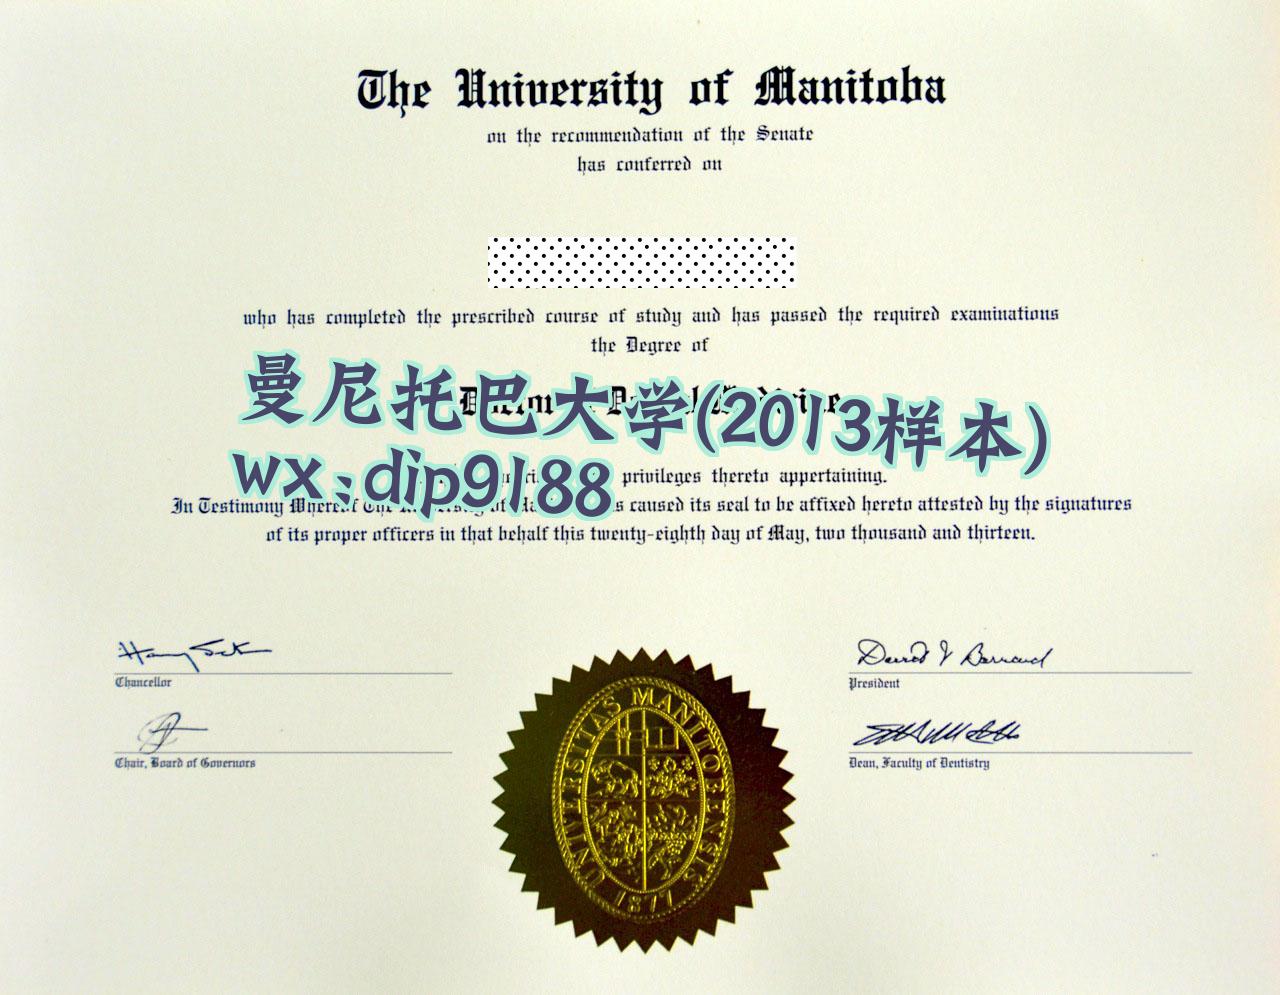 The University of Manitoba
on the recommendation of the Senate
has conferred on
who has completed the prescribed course of study and has passed the required examinations
the Degree of
曼尼托巴大学(2013样本)
wx:dip9188
privileges thereto appertaining.
In Testimony Whereof The University of caused its seal to be affixed hereto attested by the signatures
of its proper officers in that behalf this twenty-eighth day of May, two thousand and thirteen.
Chancellor
President
Chair, Board of Governors
Dean, Faculty of Dentistry
UNIVERSITAS MANITOBENSIS
1877